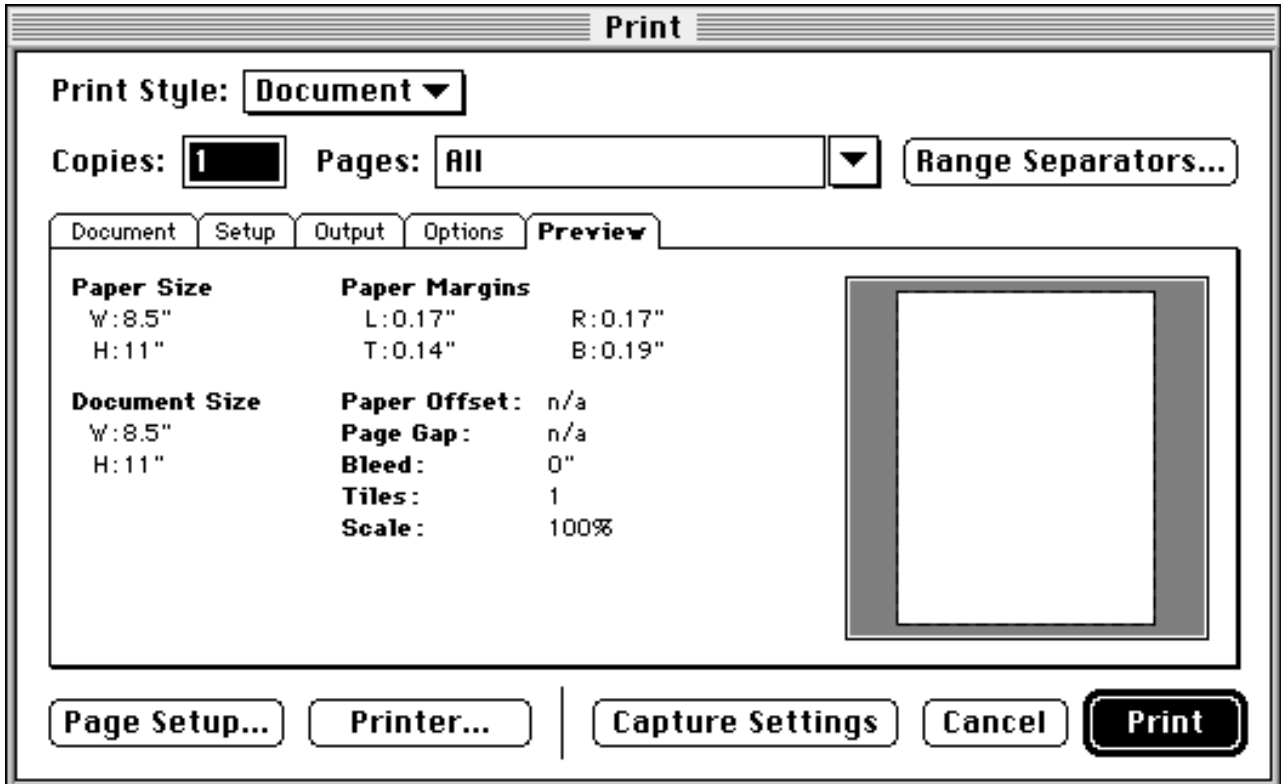 Print
Print Style: Document
Copies: 1 Pages: All Range Separators...
Document Setup Output Options Preview
Paper Size Paper Margins
W:8.5" L:0.17" R:0.17"
H:11" T:0.14" B:0.19"
Document Size Paper Offset: n/a
W:8.5" Page Gap: n/a
H:11" Bleed: 0"
Tiles: 1
Scale: 100%
Page Setup... Printer... Capture Settings Cancel Print